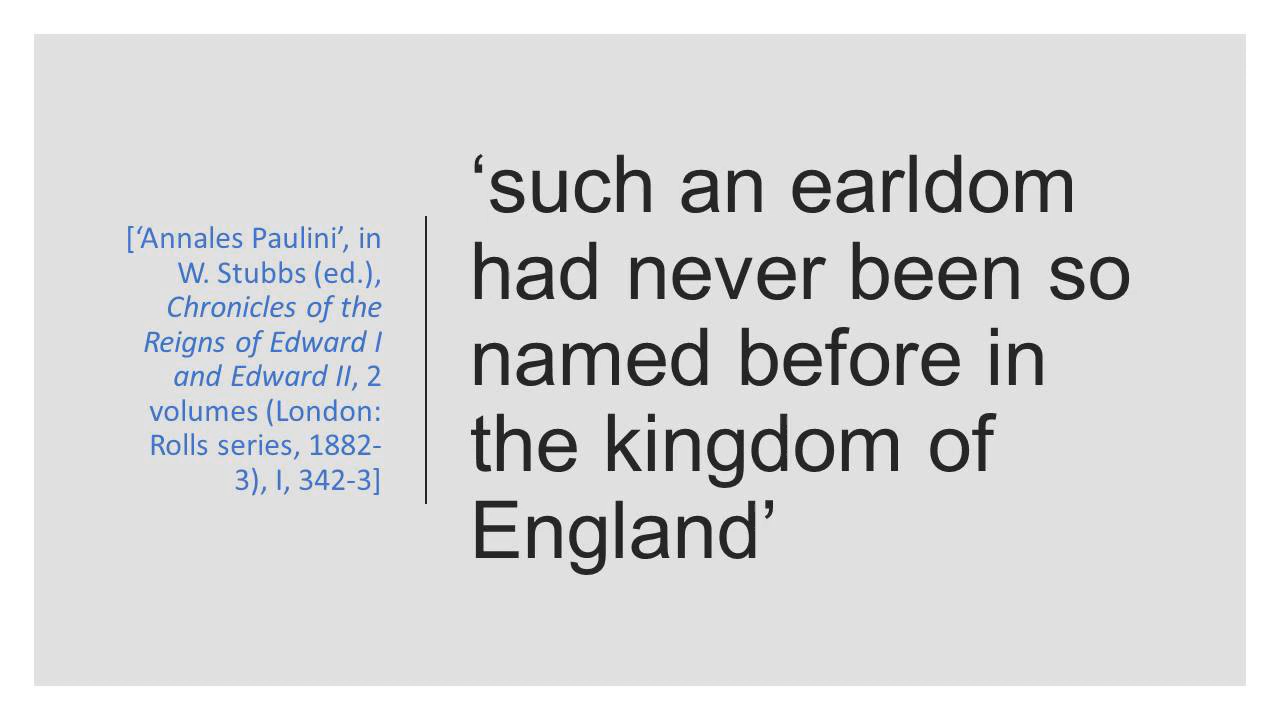 [‘Annales Paulini’, in
W. Stubbs (ed.),
Chronicles of the
Reigns of Edward I
and Edward II, 2
volumes (London:
Rolls series, 1882-
3), I, 342-3]
‘such an earldom
had never been so
named before in
the kingdom of
England’